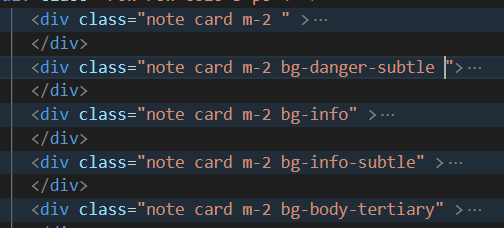 <div class="note card m-2 " >···
</div>
<div class="note card m-2 bg-danger-subtle ">···
</div>
<div class="note card m-2 bg-info" >···
</div>
<div class="note card m-2 bg-info-subtle" >···
</div>
<div class="note card m-2 bg-body-tertiary" >···